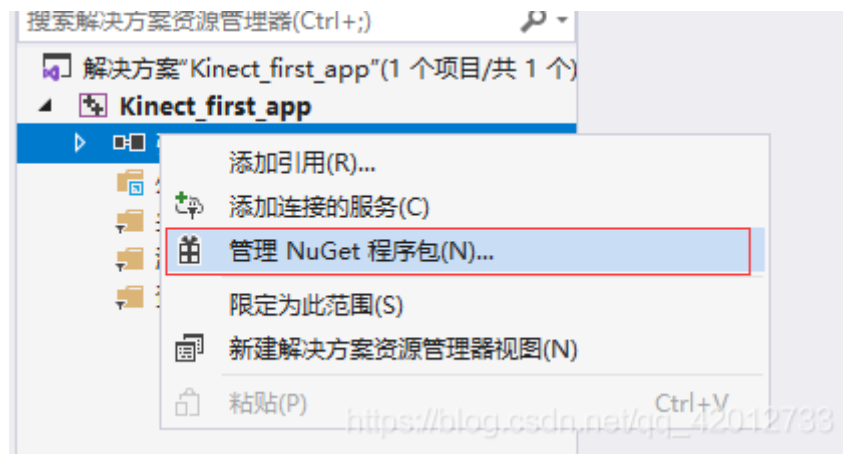 搜索解决方案资源管理器(Ctrl+;)
解决方案"Kinect_first_app"(1 个项目/共 1 个)
Kinect_first_app
添加引用(R)...
添加连接的服务(C)
管理 NuGet 程序包(N)...
限定为此范围(S)
新建解决方案资源管理器视图(N)
粘贴(P) Ctrl+V
https://blog.csdn.net/qq_42012733